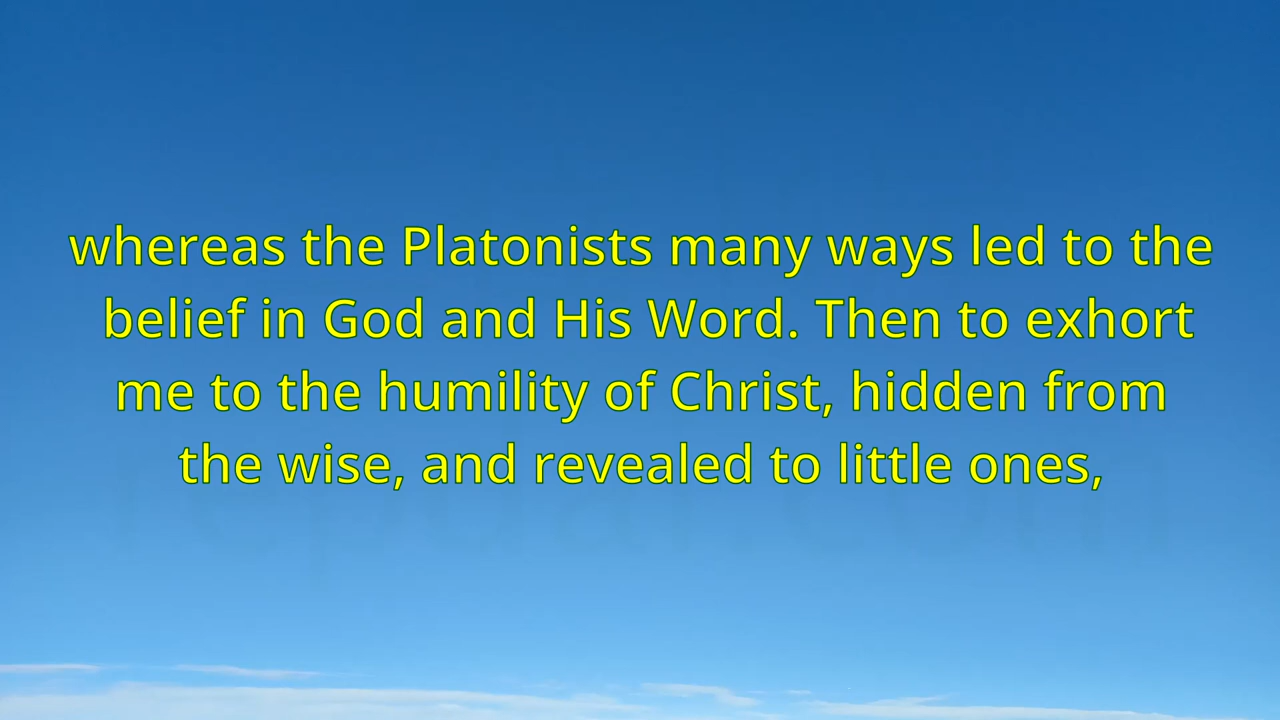 whereas the Platonists many ways led to the
belief in God and His Word. Then to exhort
me to the humility of Christ, hidden from
the wise, and revealed to little ones,